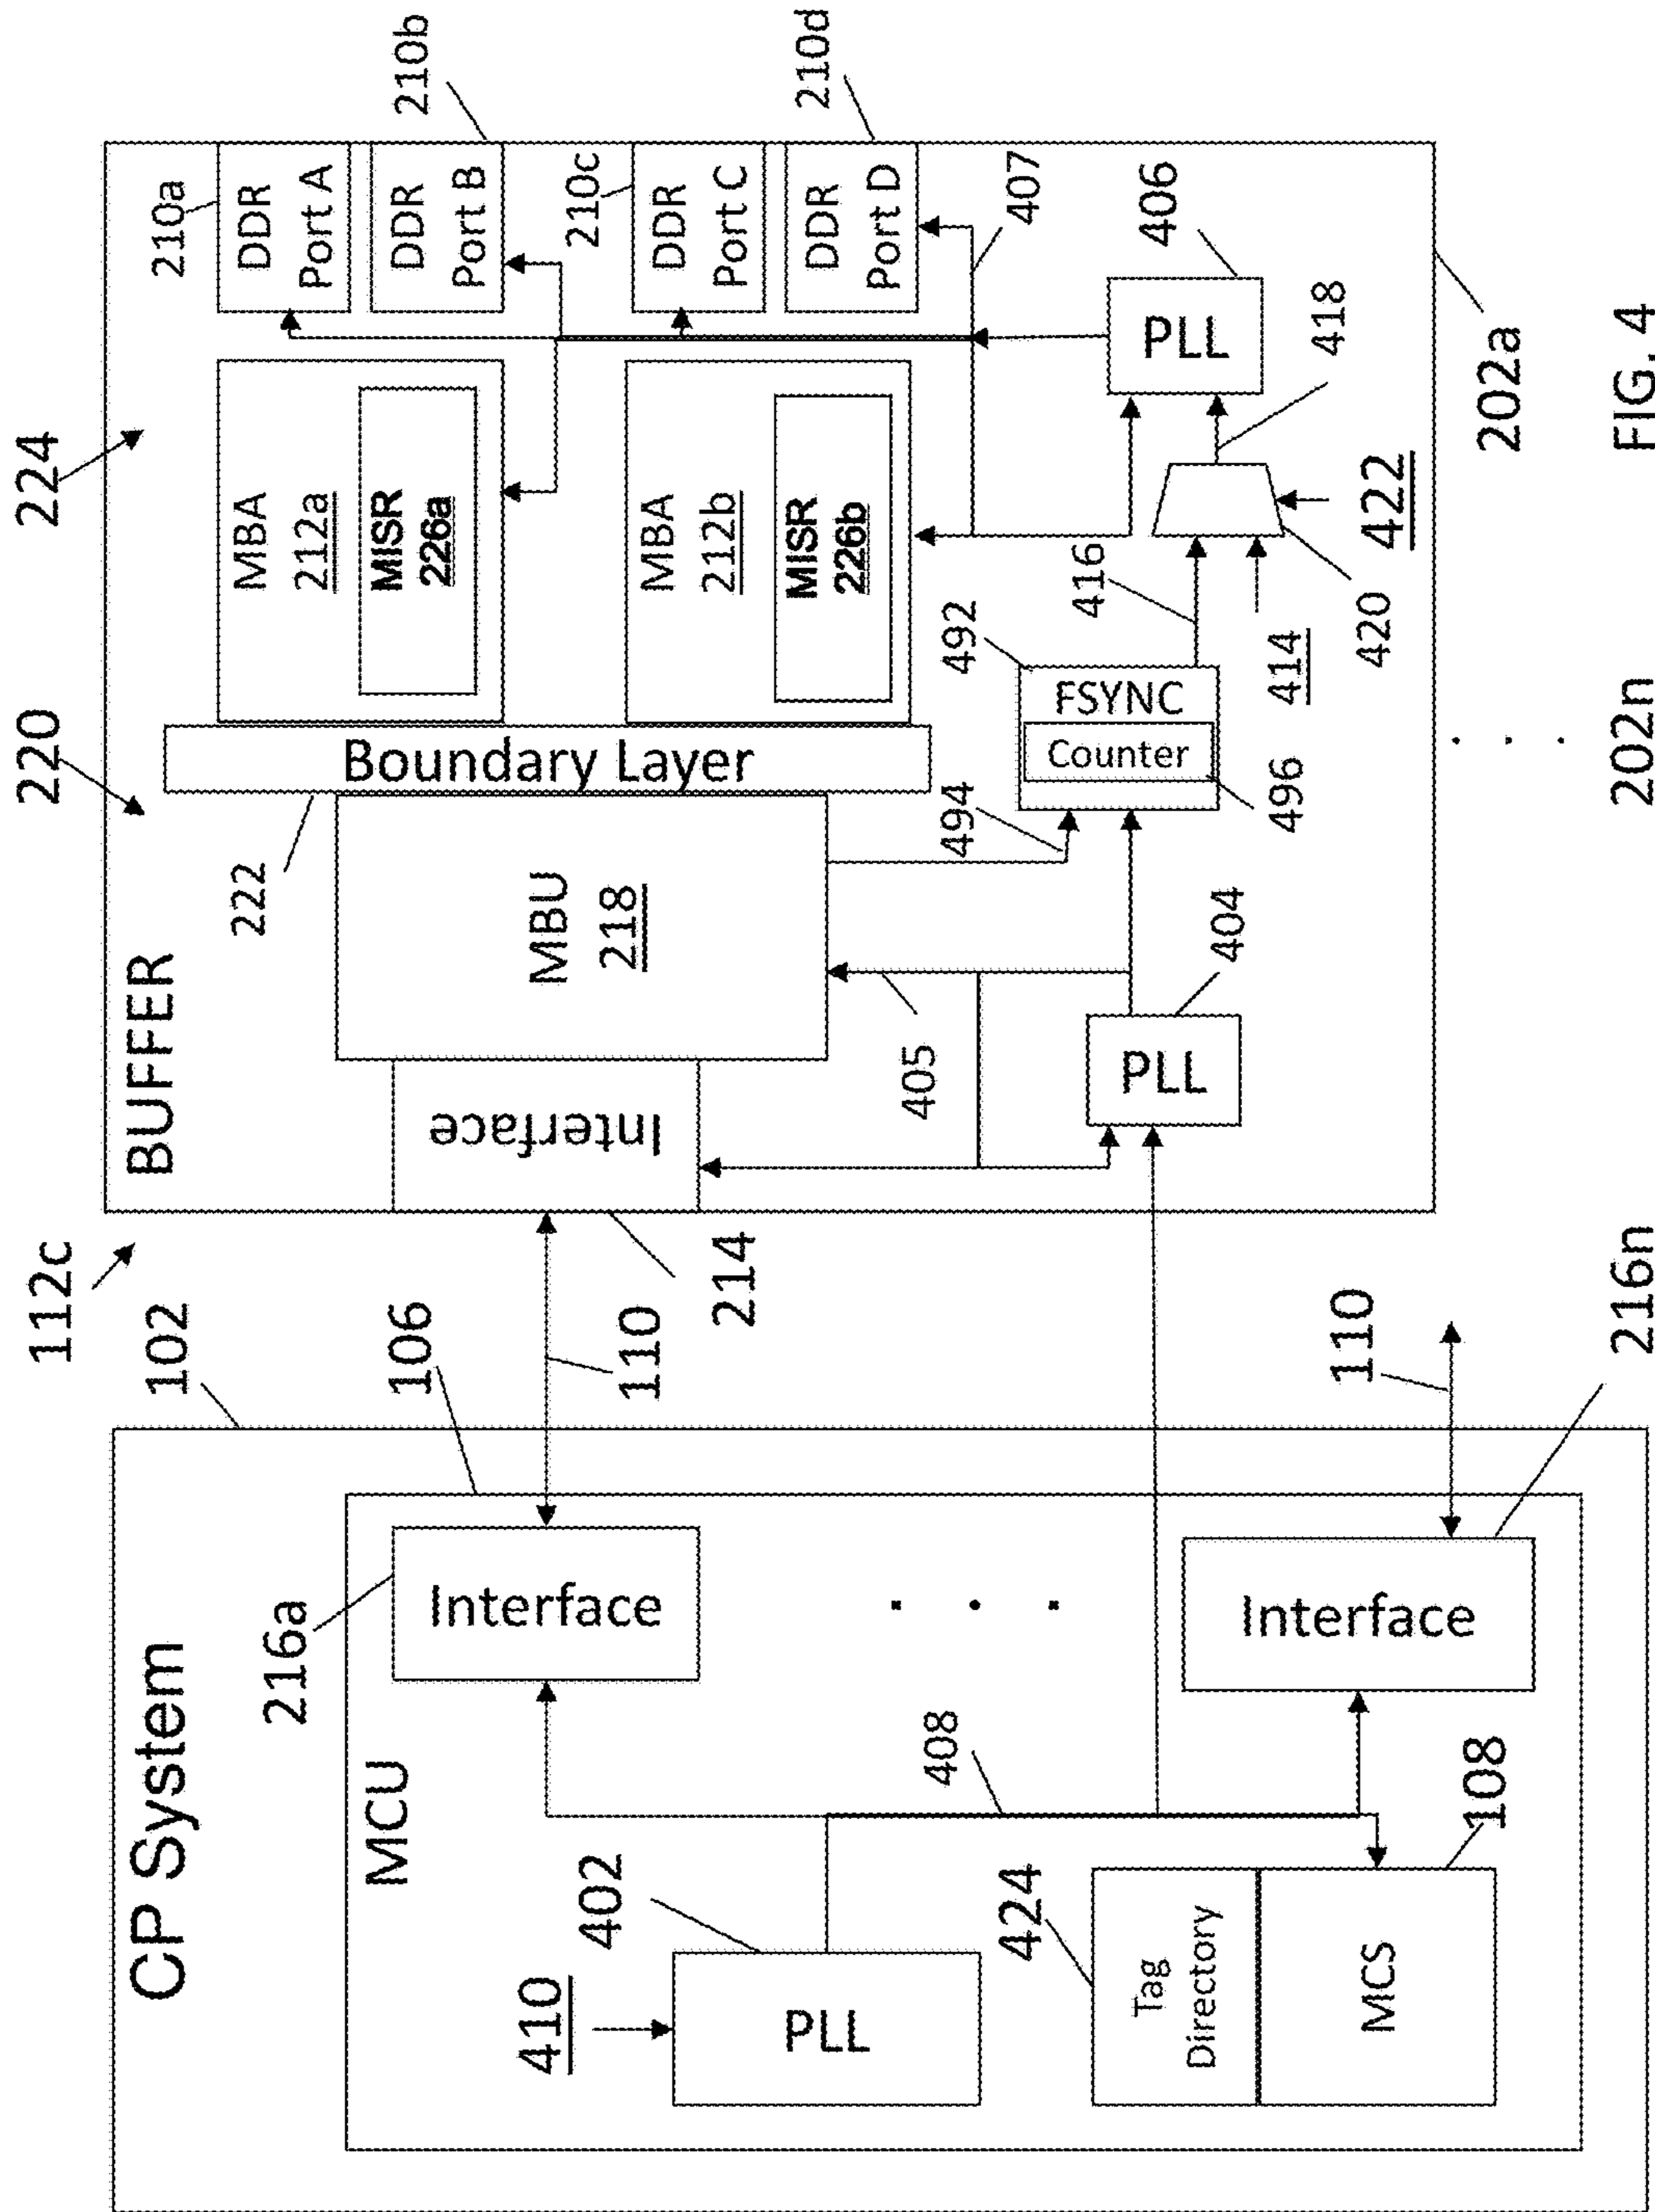 112c
102
CP System
MCU
106
216a
Interface
110
410
402
PLL
408
424
Tag
Directory
MCS
108
Interface
110
216n
220
224
BUFFER
214
Interface
222
MBU
218
Boundary Layer
MBA
212a
MISR
226a
MBA
212b
MISR
226b
210a
DDR
Port A
210b
DDR
Port B
210c
DDR
Port C
210d
DDR
Port D
405
PLL
404
494
492
FSYNC
Counter
496
416
414
420
422
418
PLL
406
407
202a
202n
FIG. 4